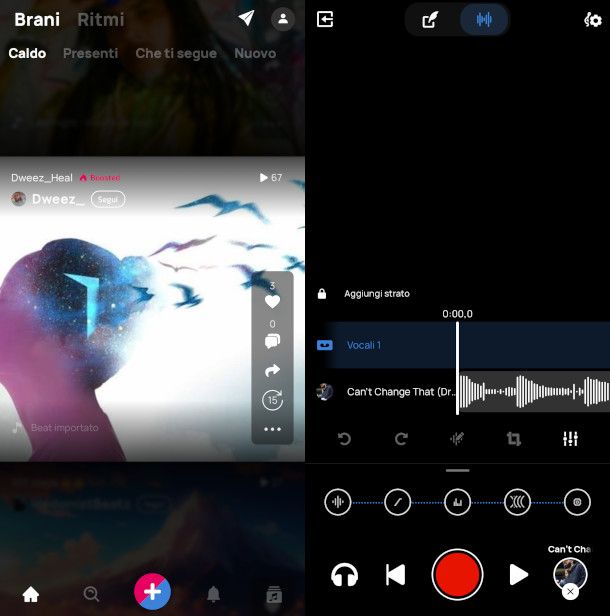 Brani Ritmi
Caldo Presenti Che ti segue Nuovo
Dweez_Heal Boosted 67
Dweez_ Segui
3
0
15
Beat importato
Aggiungi strato
0:00,0
Vocali 1
Can't Change That (Dr...
Can't Cha